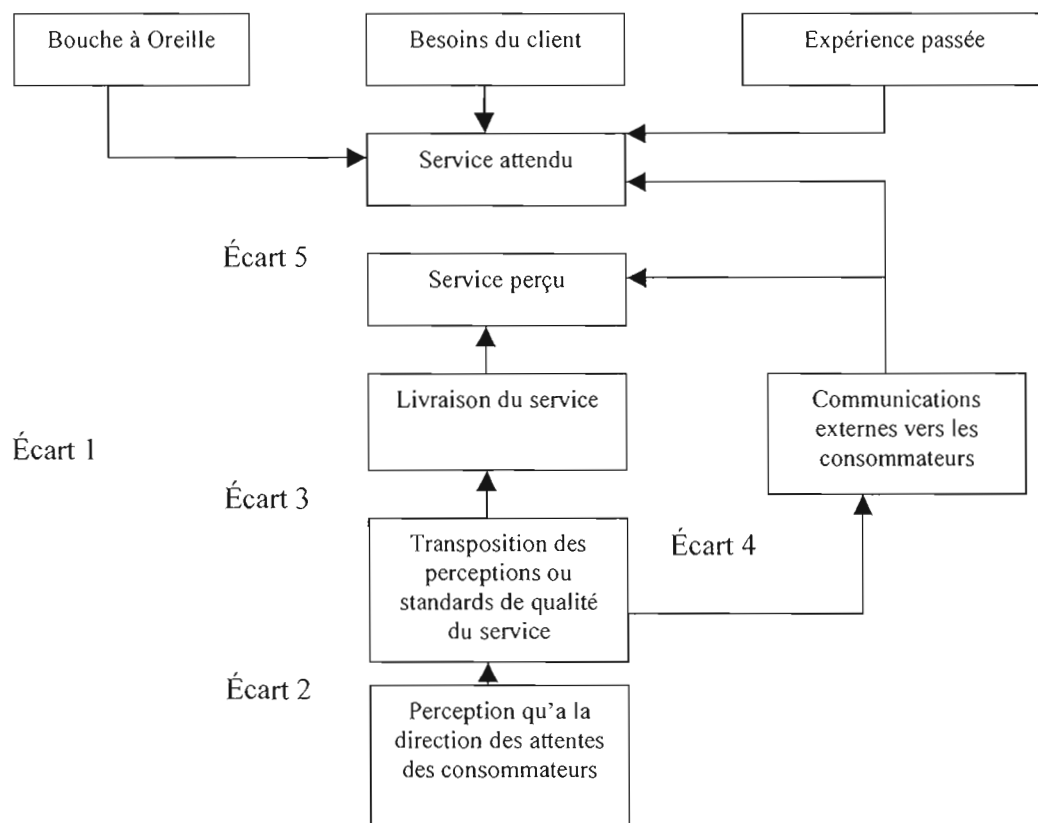 Bouche à Oreille
Besoins du client
Expérience passée
Service attendu
Écart 5
Service perçu
Livraison du service
Communications
externes vers les
consommateurs
Écart 1
Écart 3
Transposition des
perceptions ou
standards de qualité
du service
Écart 4
Écart 2
Perception qu'a la
direction des attentes
des consommateurs